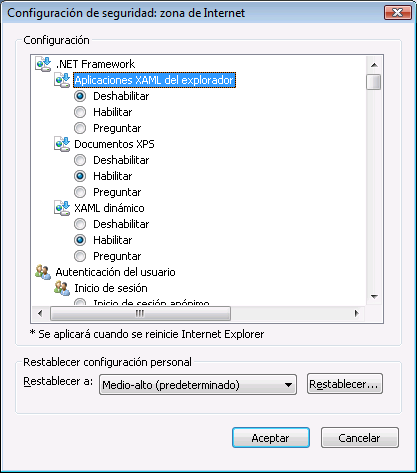 Configuración de seguridad: zona de Internet
Configuración
.NET Framework
Aplicaciones XAML del explorador
Deshabilitar
Habilitar
Preguntar
Documentos XPS
Deshabilitar
Habilitar
Preguntar
XAML dinámico
Deshabilitar
Habilitar
Preguntar
Autenticación del usuario
Inicio de sesión
Inicio de sesión anónimo
* Se aplicará cuando se reinicie Internet Explorer
Restablecer configuración personal
Restablecer a: Medio-alto (predeterminado) Restablecer...
Aceptar Cancelar